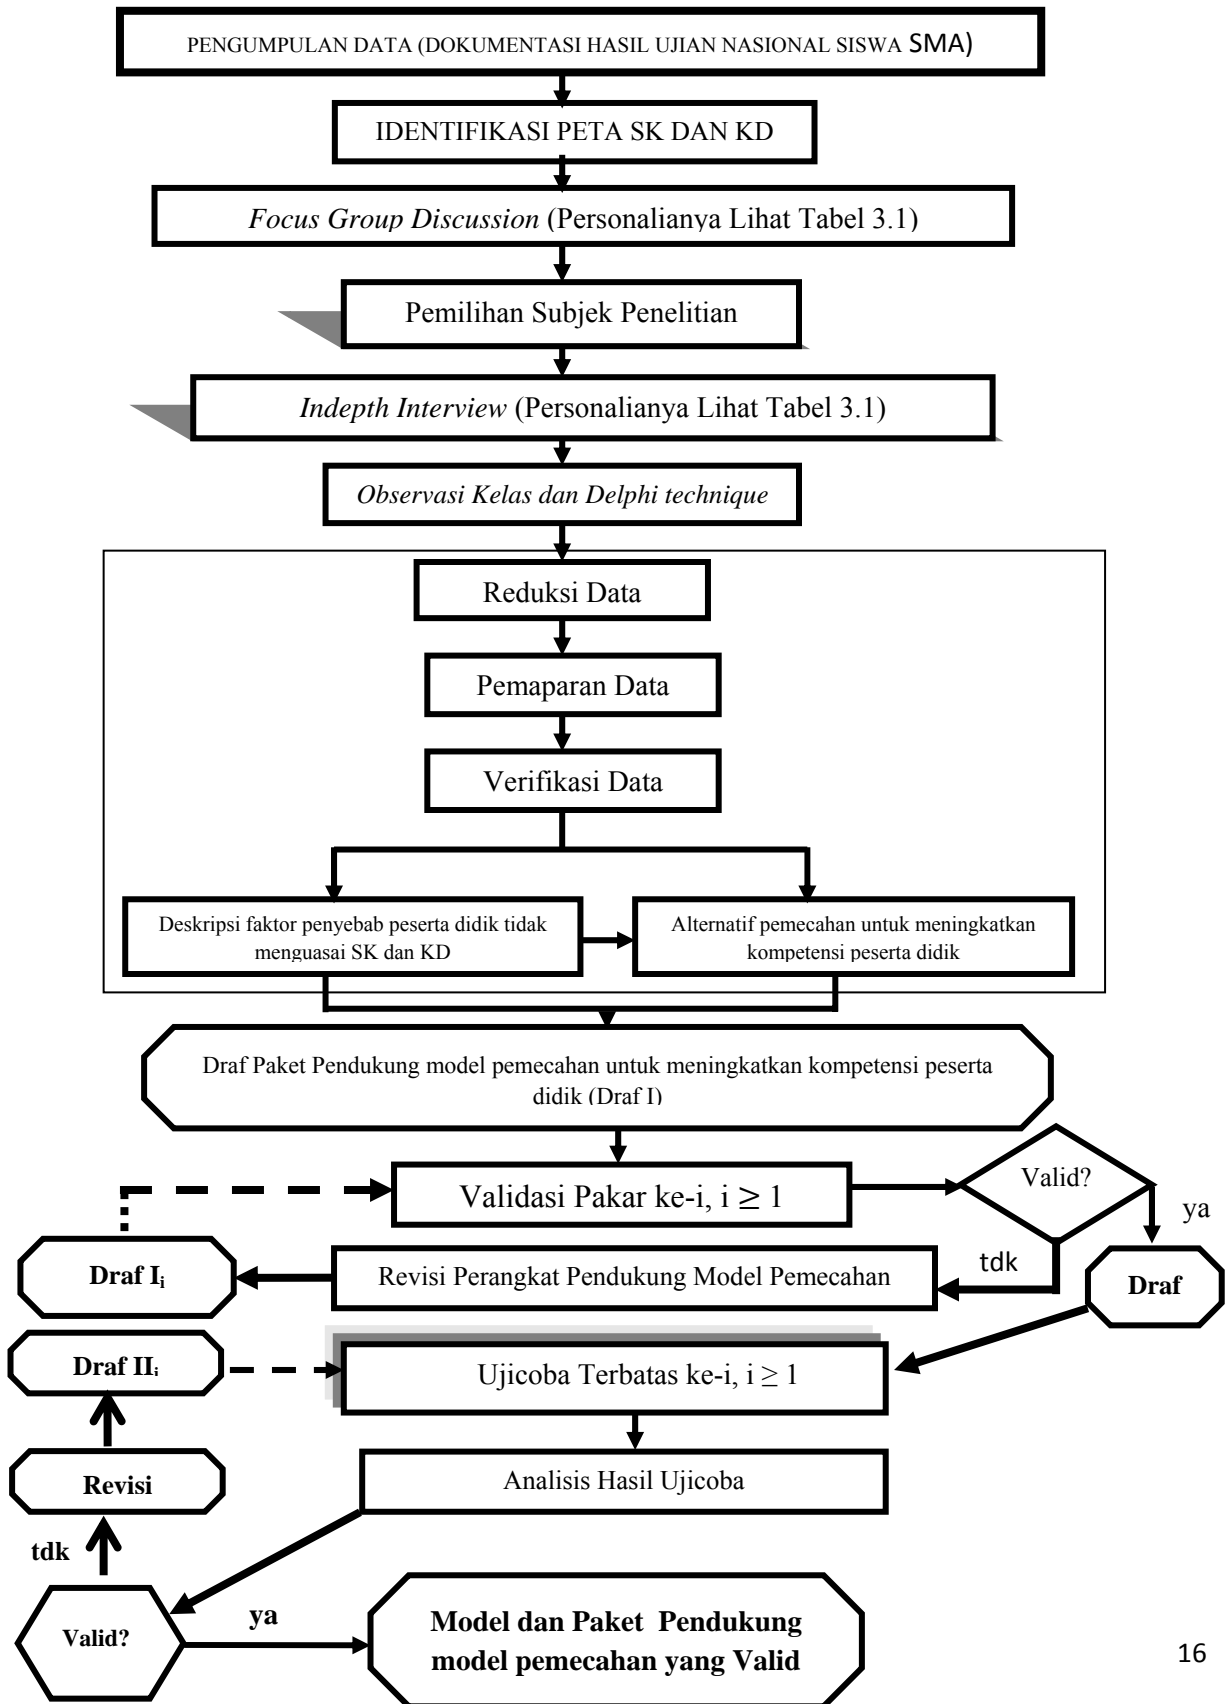 PENGUMPULAN DATA (DOKUMENTASI HASIL UJIAN NASIONAL SISWA SMA)
IDENTIFIKASI PETA SK DAN KD
Focus Group Discussion (Personalianya Lihat Tabel 3.1)
Pemilihan Subjek Penelitian
Indepth Interview (Personalianya Lihat Tabel 3.1)
Observasi Kelas dan Delphi technique
Reduksi Data
Pemaparan Data
Verifikasi Data
Deskripsi faktor penyebab peserta didik tidak
menguasai SK dan KD
Alternatif pemecahan untuk meningkatkan
kompetensi peserta didik
Draf Paket Pendukung model pemecahan untuk meningkatkan kompetensi peserta
didik (Draf I)
Validasi Pakar ke-i, i ≥ 1
Valid?
ya
tdk
Draf I<sub>i</sub>
Revisi Perangkat Pendukung Model Pemecahan
Draf
Draf II<sub>i</sub>
Ujicoba Terbatas ke-i, i ≥ 1
Revisi
Analisis Hasil Ujicoba
tdk
Valid?
ya
Model dan Paket Pendukung
model pemecahan yang Valid
16